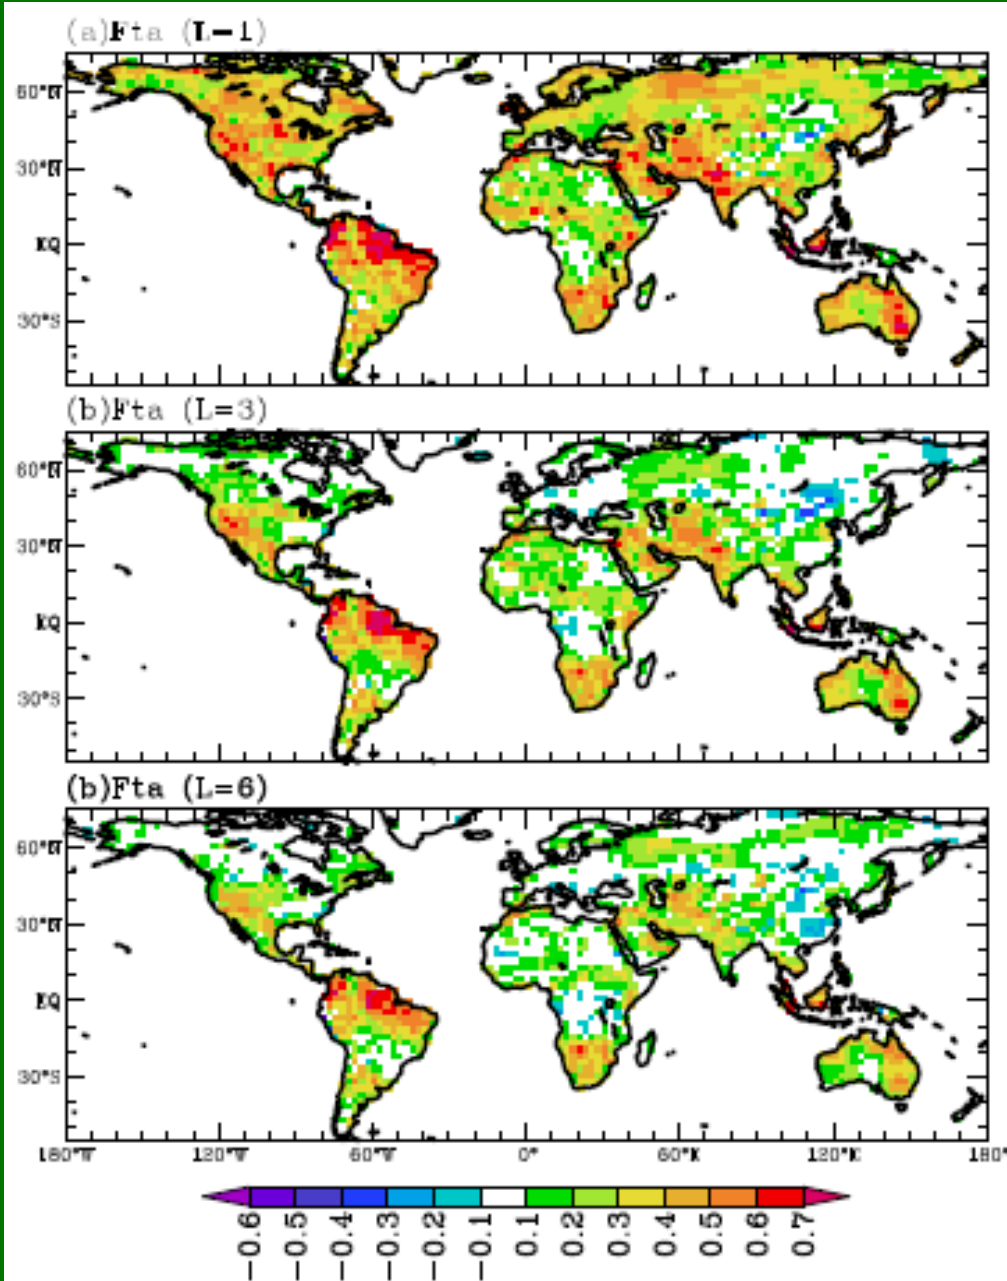 (a)Fta (L=1)
60°N
30°N
EQ
30°S
(b)Fta (L=3)
60°N
30°N
EQ
30°S
(b)Fta (L=6)
60°N
30°N
EQ
30°S
180°W 120°W 60°W 0° 60°E 120°E 180°
-0.6 -0.5 -0.4 -0.3 -0.2 -0.1 0.1 0.2 0.3 0.4 0.5 0.6 0.7